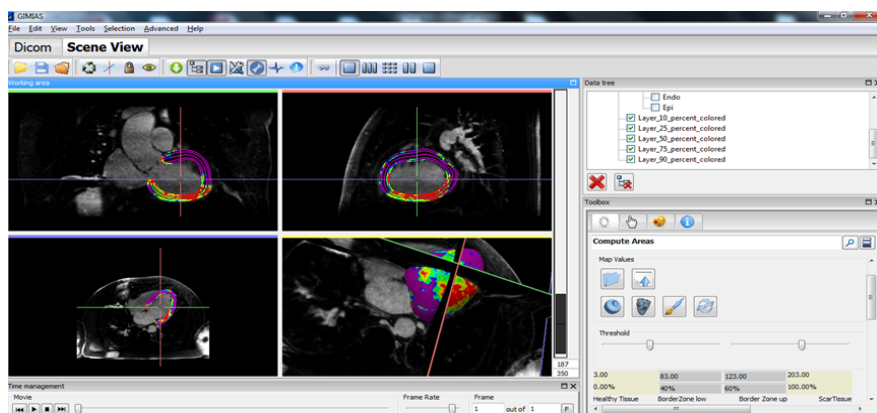 GIMIAS
File Edit View Tools Selection Advanced Help
Dicom Scene View
Working area
Data tree
Endo
Epi
Layer_10_percent_colored
Layer_25_percent_colored
Layer_50_percent_colored
Layer_75_percent_colored
Layer_90_percent_colored
Toolbox
Compute Areas
Map Values
Threshold
187
350
3.00 83.00 123.00 203.00
0.00% 40% 60% 100.00%
Healthy Tissue BorderZone low Border Zone up ScarTissue
Time management
Movie Frame Rate Frame
1 out of 1 F